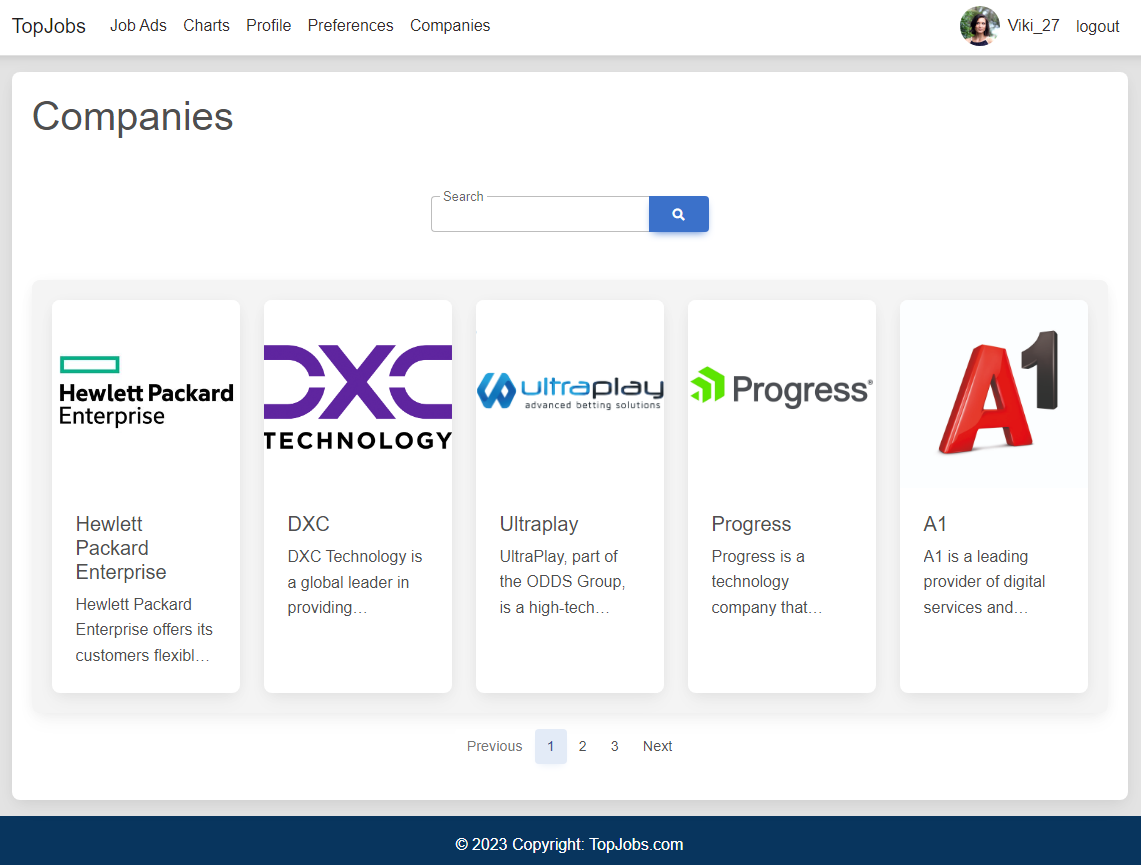 TopJobs Job Ads Charts Profile Preferences Companies Viki_27 logout
Companies
Search
Hewlett Packard
Enterprise
DXC
TECHNOLOGY
ultraplay
advanced betting solutions
Progress®
A1
Hewlett
Packard
Enterprise
Hewlett Packard
Enterprise offers its
customers flexibl…
DXC
DXC Technology is
a global leader in
providing…
Ultraplay
UltraPlay, part of
the ODDS Group,
is a high-tech…
Progress
Progress is a
technology
company that…
A1
A1 is a leading
provider of digital
services and…
Previous 1 2 3 Next
© 2023 Copyright: TopJobs.com